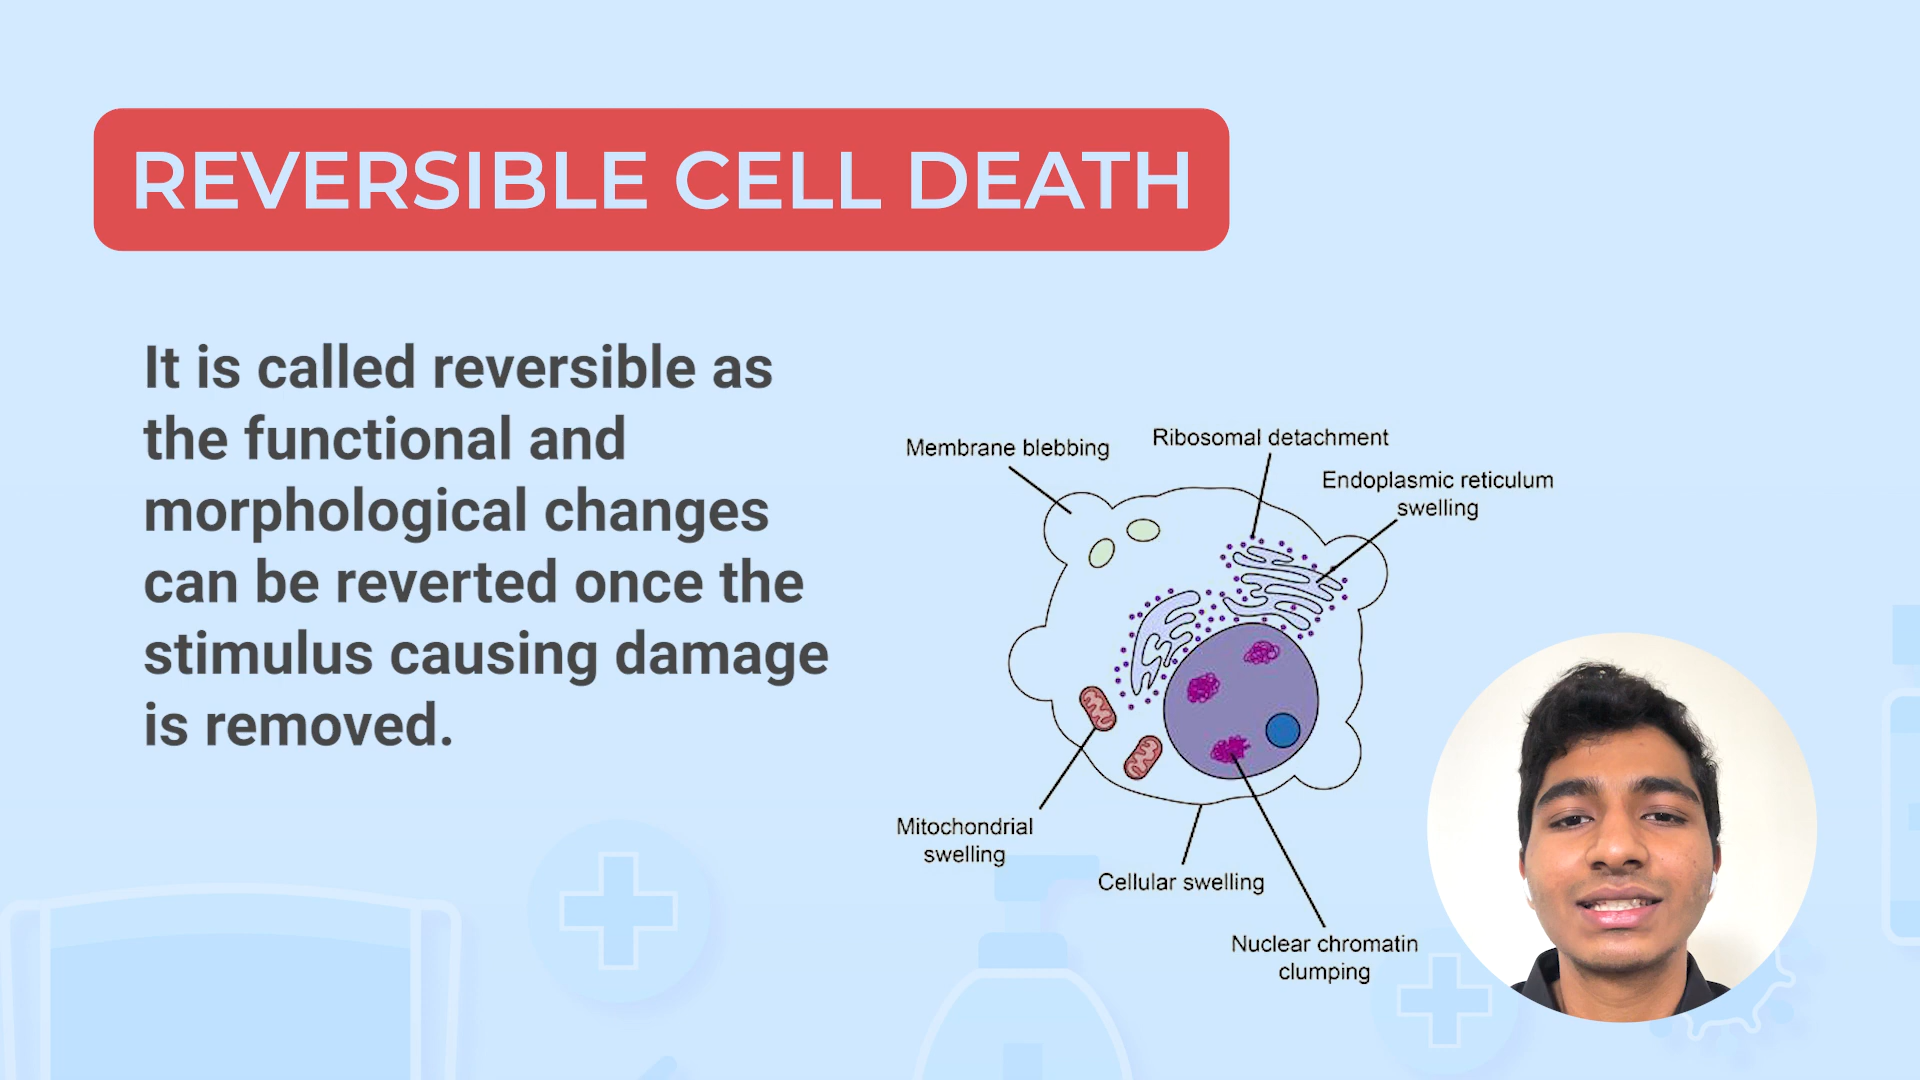 REVERSIBLE CELL DEATH
It is called reversible as
the functional and
morphological changes
can be reverted once the
stimulus causing damage
is removed.
Membrane blebbing
Ribosomal detachment
Endoplasmic reticulum
swelling
Mitochondrial
swelling
Cellular swelling
Nuclear chromatin
clumping